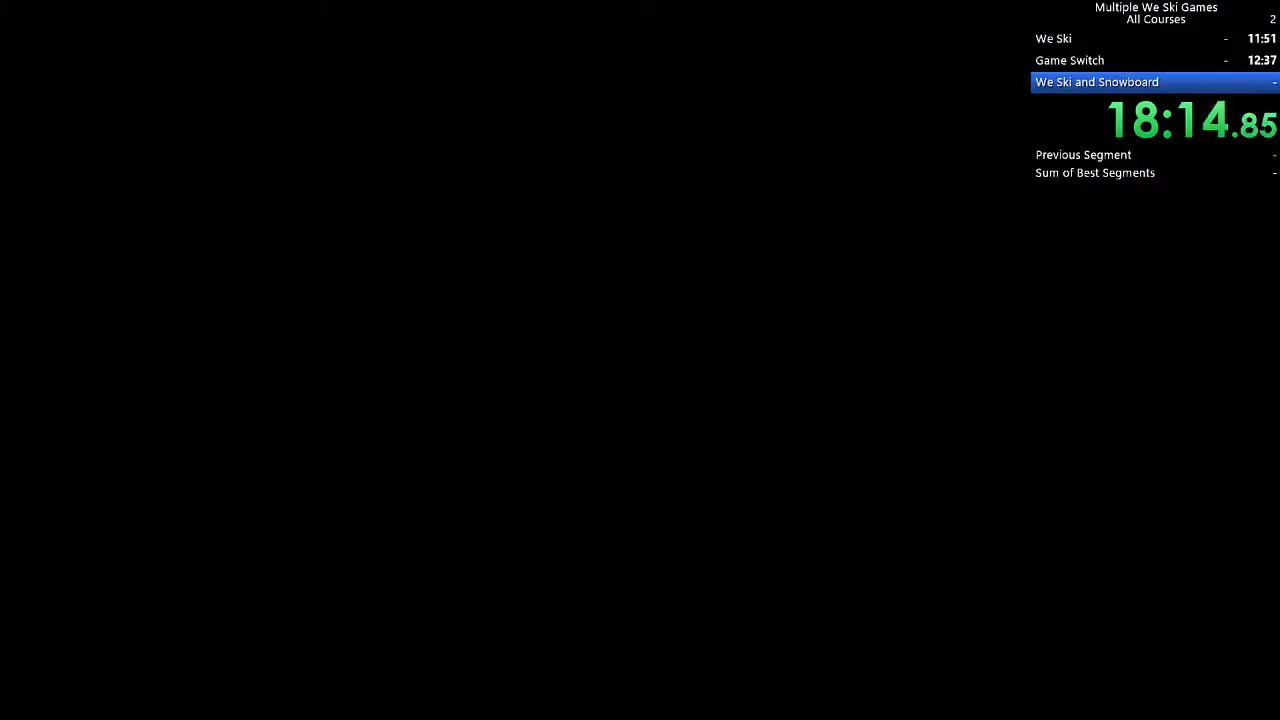 Multiple We Ski Games
All Courses 2
We Ski - 11:51
Game Switch - 12:37
We Ski and Snowboard -
18:14.85
Previous Segment -
Sum of Best Segments -